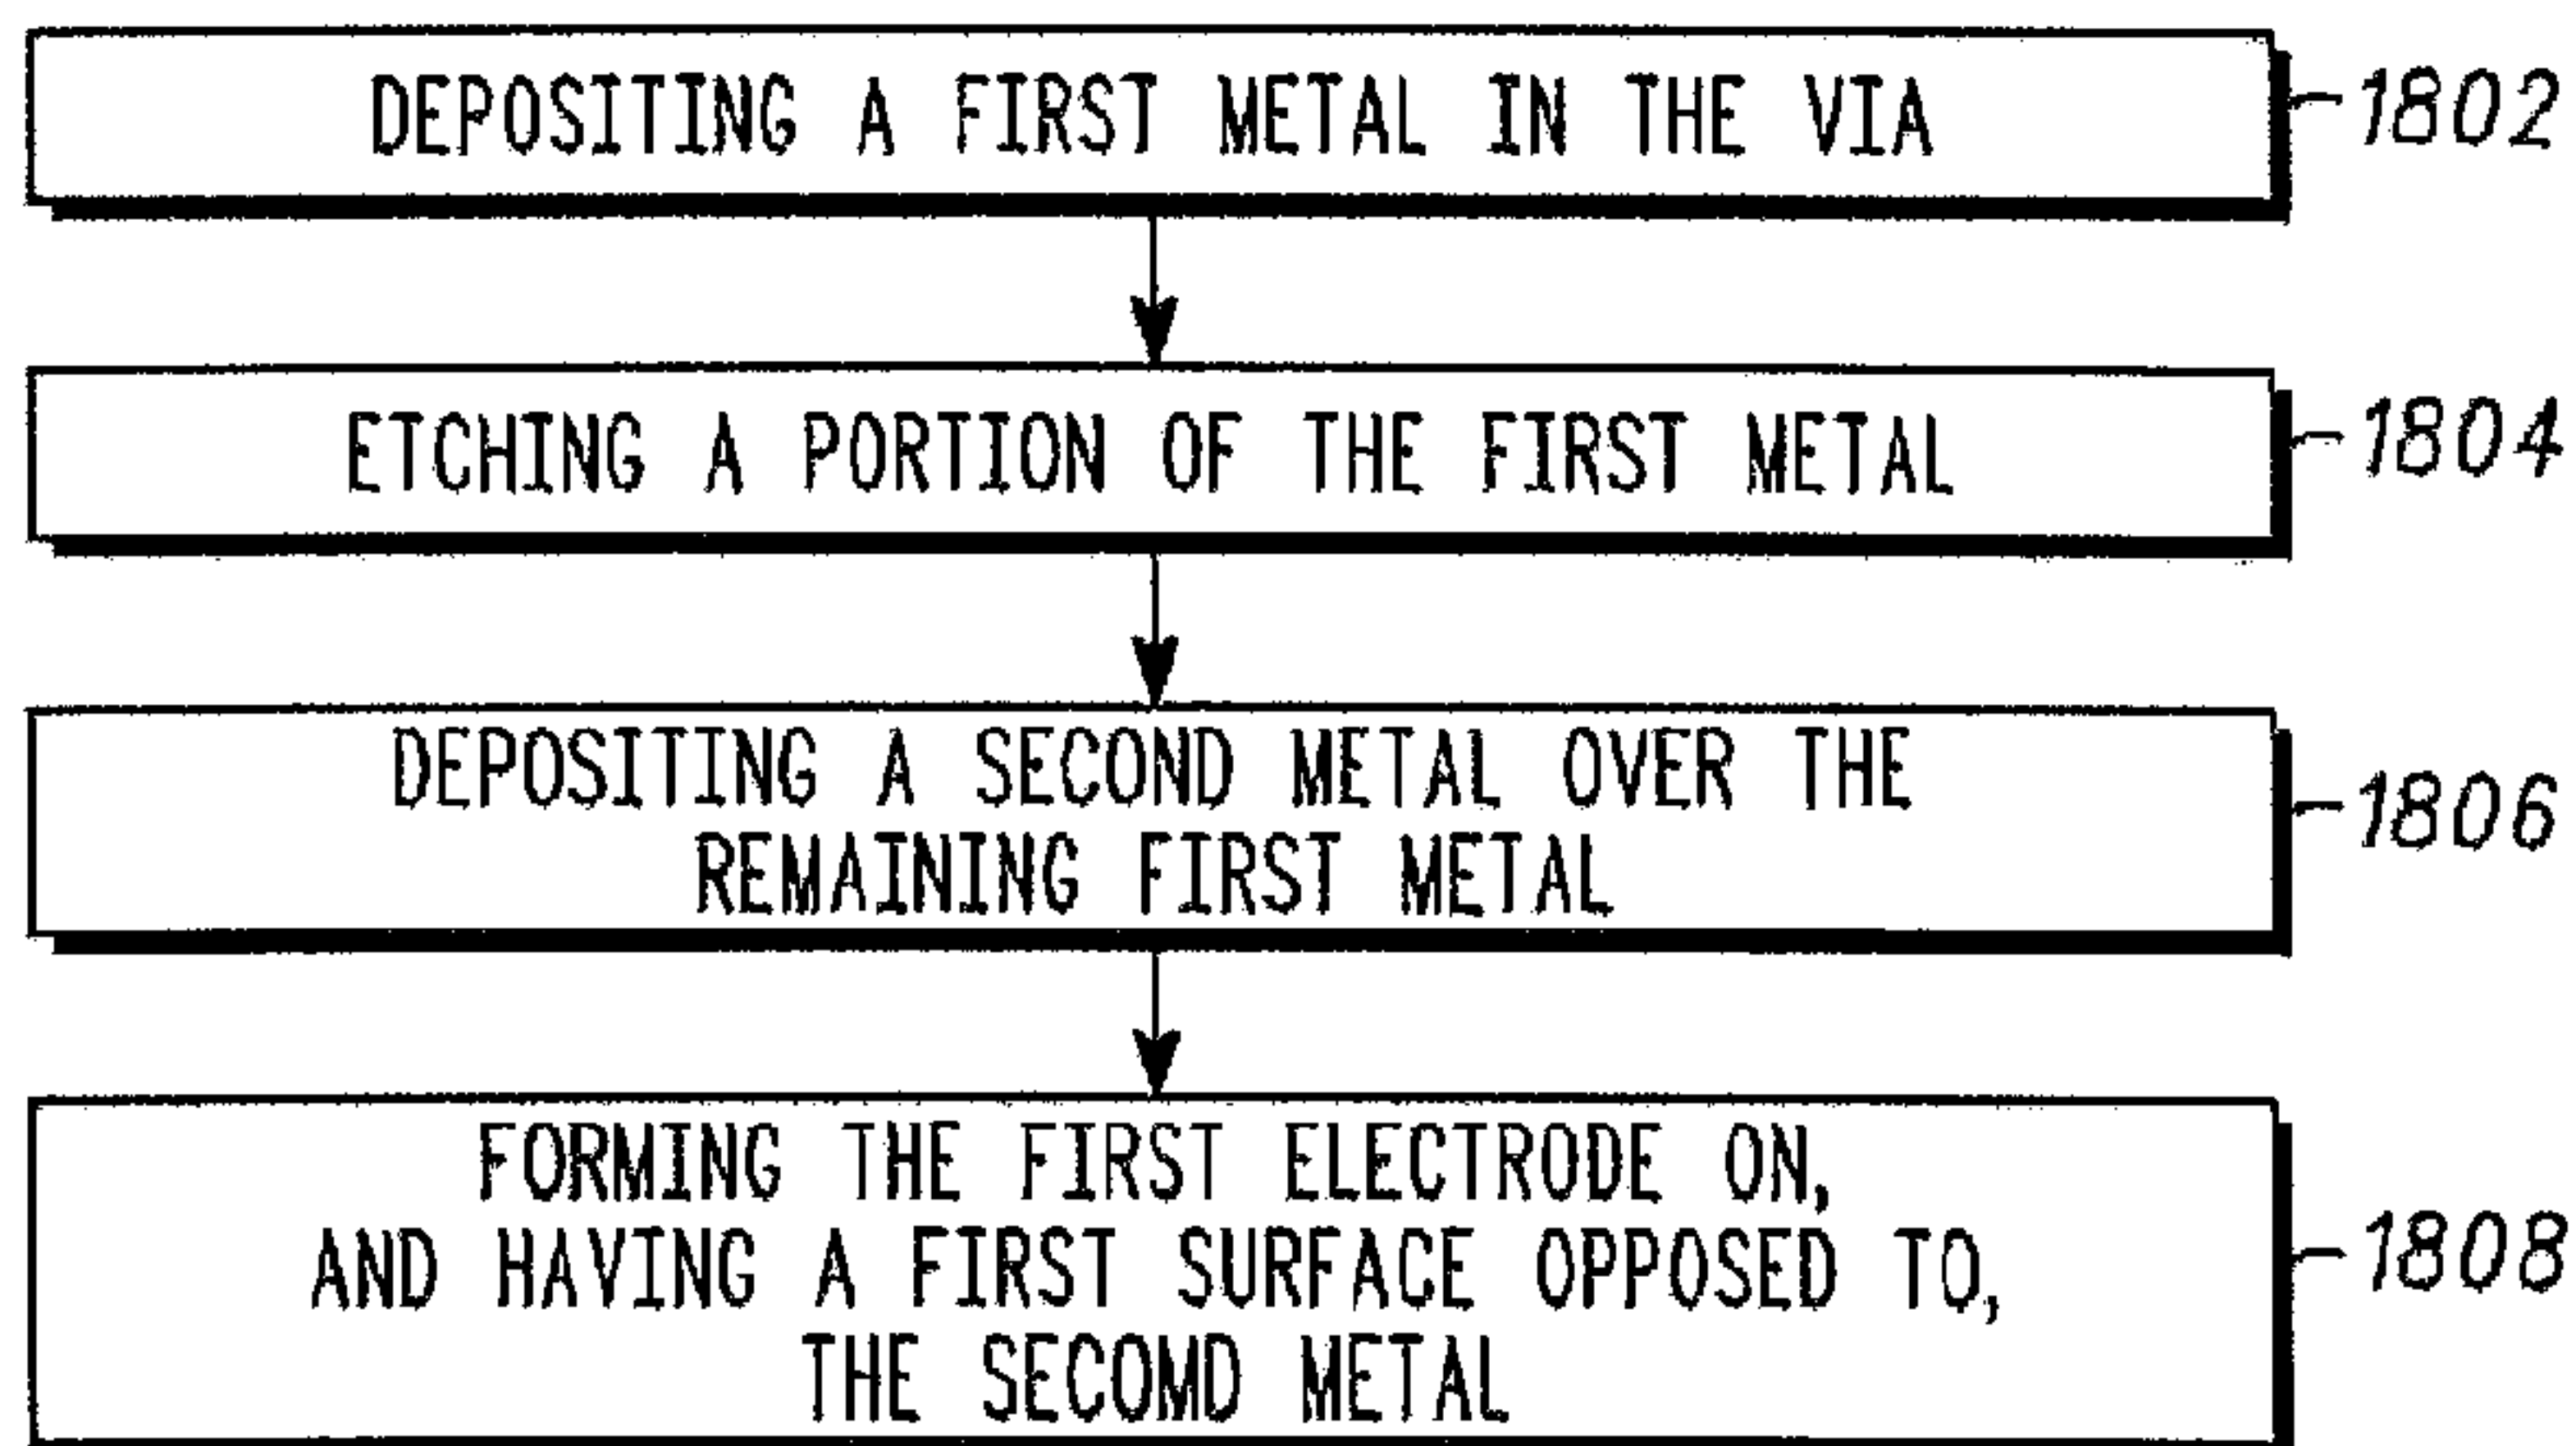 DEPOSITING A FIRST METAL IN THE VIA
1802
ETCHING A PORTION OF THE FIRST METAL
1804
DEPOSITING A SECOND METAL OVER THE
REMAINING FIRST METAL
1806
FORMING THE FIRST ELECTRODE ON,
AND HAVING A FIRST SURFACE OPPOSED TO,
THE SECOMD METAL
1808